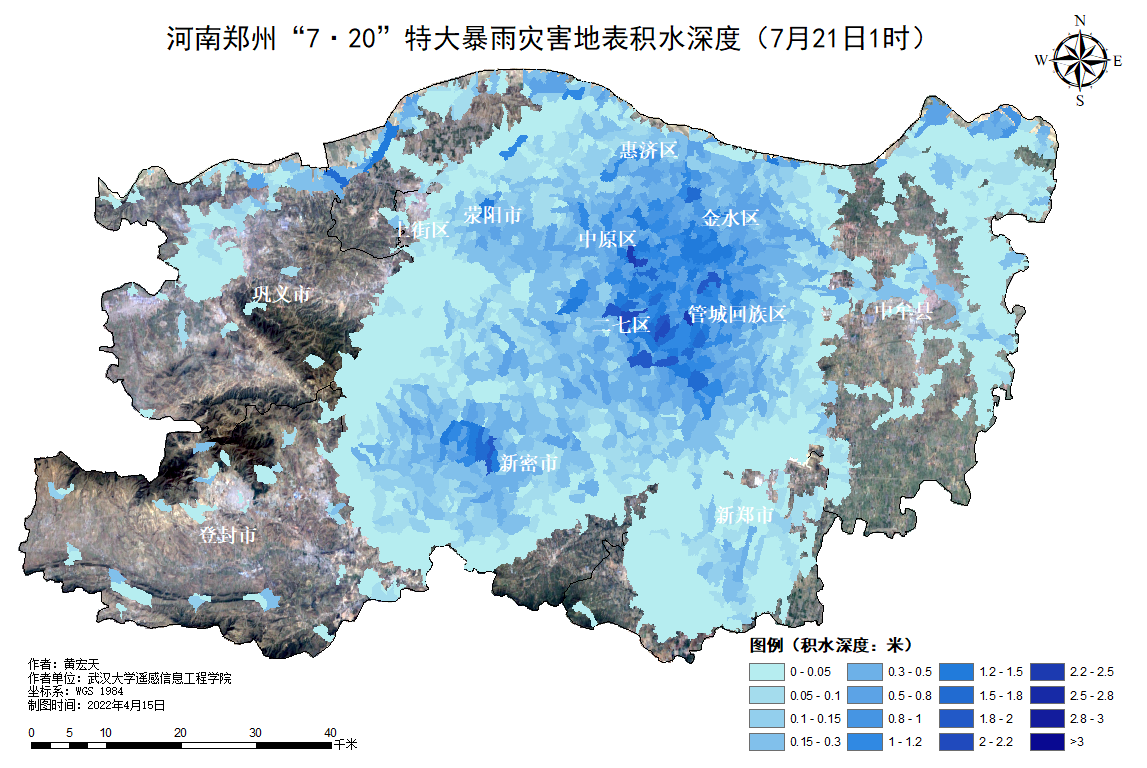 河南郑州“7·20”特大暴雨灾害地表积水深度（7月21日1时）
N
W E
S
惠济区
荥阳市
金水区
上街区
中原区
巩义市
管城回族区
中牟县
二七区
新密市
新郑市
登封市
图例（积水深度：米）
0 - 0.05
0.3 - 0.5
1.2 - 1.5
2.2 - 2.5
0.05 - 0.1
0.5 - 0.8
1.5 - 1.8
2.5 - 2.8
0.1 - 0.15
0.8 - 1
1.8 - 2
2.8 - 3
0.15 - 0.3
1 - 1.2
2 - 2.2
>3
作者：黄宏天
作者单位：武汉大学遥感信息工程学院
坐标系：WGS 1984
制图时间：2022年4月15日
0 5 10 20 30 40
千米